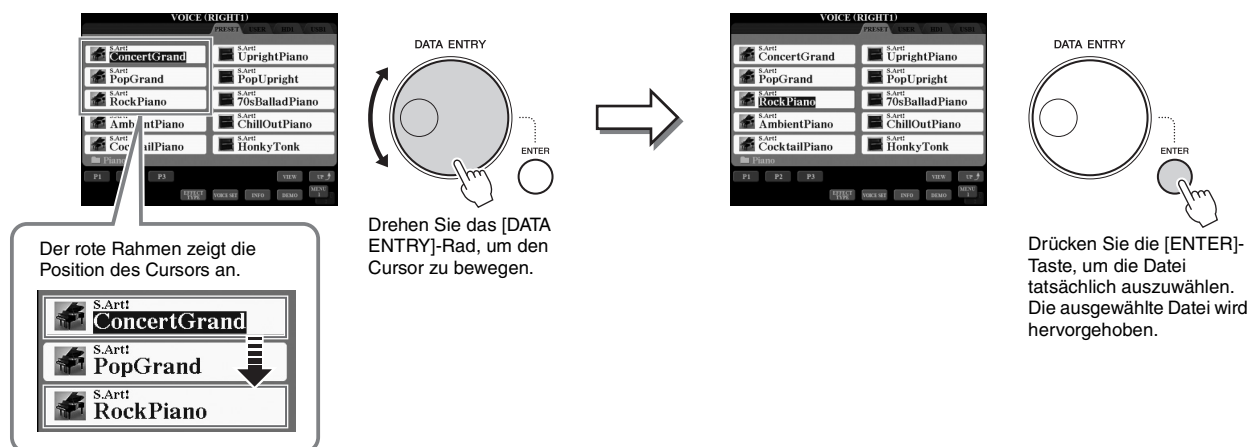 VOICE (RIGHT1)
PRESET USER HD1 USB1
S.Art!
ConcertGrand
S.Art!
UprightPiano
S.Art!
PopGrand
S.Art!
PopUpright
S.Art!
RockPiano
S.Art!
70sBalladPiano
S.Art!
S.Art!
ChillOutPiano
S.Art!
S.Art!
HonkyTonk
P1 P3 VIEW UP
EFFECT TYPE VOICE SET INFO DEMO MENU 1
DATA ENTRY
ENTER
Drehen Sie das [DATA
ENTRY]-Rad, um den
Cursor zu bewegen.
Der rote Rahmen zeigt die
Position des Cursors an.
S.Art!
ConcertGrand
S.Art!
PopGrand
S.Art!
RockPiano
VOICE (RIGHT1)
PRESET USER HD1 USB1
S.Art!
ConcertGrand
S.Art!
UprightPiano
S.Art!
PopGrand
S.Art!
PopUpright
S.Art!
RockPiano
S.Art!
70sBalladPiano
S.Art!
AmbientPiano
S.Art!
ChillOutPiano
S.Art!
CocktailPiano
S.Art!
HonkyTonk
Piano
P1 P2 P3 VIEW UP
EFFECT TYPE VOICE SET INFO DEMO MENU 1
DATA ENTRY
ENTER
Drücken Sie die [ENTER]-
Taste, um die Datei
tatsächlich auszuwählen.
Die ausgewählte Datei wird
hervorgehoben.